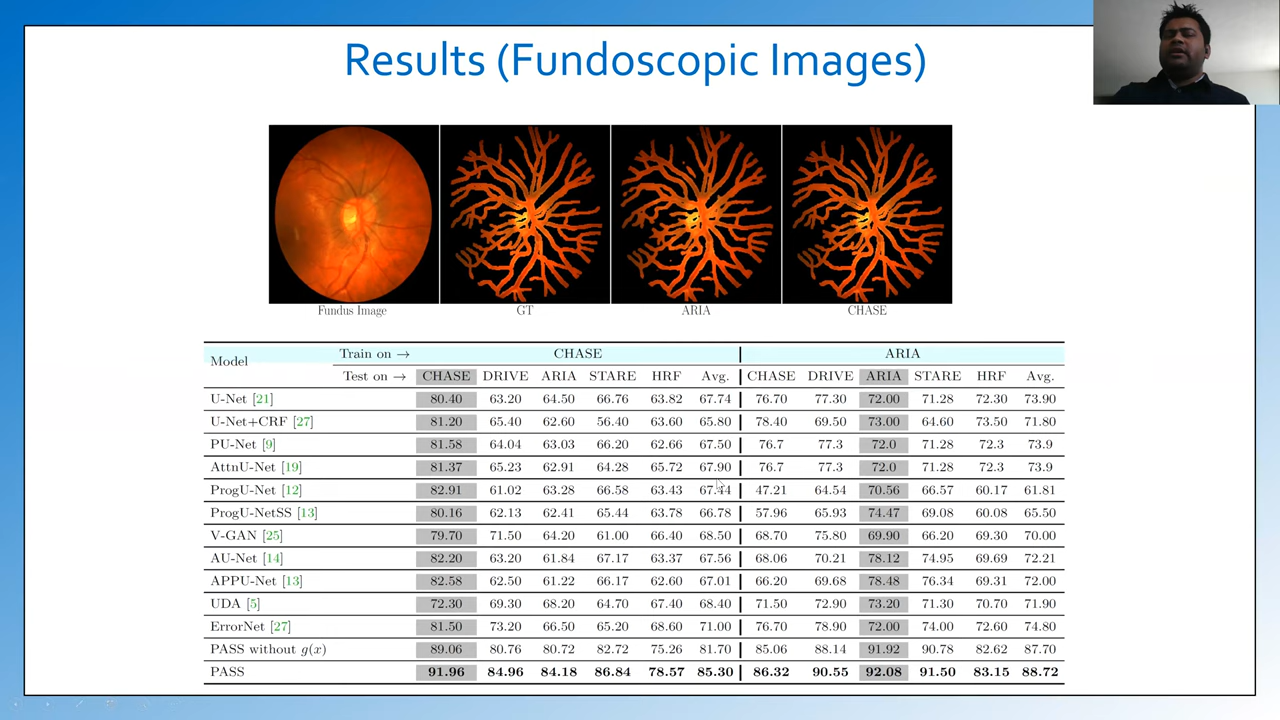 Results (Fundoscopic Images)
Fundus Image GT ARIA CHASE
Model Train on → CHASE ARIA
Test on → CHASE DRIVE ARIA STARE HRF Avg. CHASE DRIVE ARIA STARE HRF Avg.
U-Net [21] 80.40 63.20 64.50 66.76 63.82 67.74 76.70 77.30 72.00 71.28 72.30 73.90
U-Net+CRF [27] 81.20 65.40 62.60 56.40 63.60 65.80 78.40 69.50 73.00 64.60 73.50 71.80
PU-Net [9] 81.58 64.04 63.03 66.20 62.66 67.50 76.7 77.3 72.0 71.28 72.3 73.9
AttnU-Net [19] 81.37 65.23 62.91 64.28 65.72 67.90 76.7 77.3 72.0 71.28 72.3 73.9
ProgU-Net [12] 82.91 61.02 63.28 66.58 63.43 67.44 47.21 64.54 70.56 66.57 60.17 61.81
ProgU-NetSS [13] 80.16 62.13 62.41 65.44 63.78 66.78 57.96 65.93 74.47 69.08 60.08 65.50
V-GAN [25] 79.70 71.50 64.20 61.00 66.40 68.50 68.70 75.80 69.90 66.20 69.30 70.00
AU-Net [14] 82.20 63.20 61.84 67.17 63.37 67.56 68.06 70.21 78.12 74.95 69.69 72.21
APPU-Net [13] 82.58 62.50 61.22 66.17 62.60 67.01 66.20 69.68 78.48 76.34 69.31 72.00
UDA [5] 72.30 69.30 68.20 64.70 67.40 68.40 71.50 72.90 73.20 71.30 70.70 71.90
ErrorNet [27] 81.50 73.20 66.50 65.20 68.60 71.00 76.70 78.90 72.00 74.00 72.60 74.80
PASS without g(x) 89.06 80.76 80.72 82.72 75.26 81.70 85.06 88.14 91.92 90.78 82.62 87.70
PASS 91.96 84.96 84.18 86.84 78.57 85.30 86.32 90.55 92.08 91.50 83.15 88.72